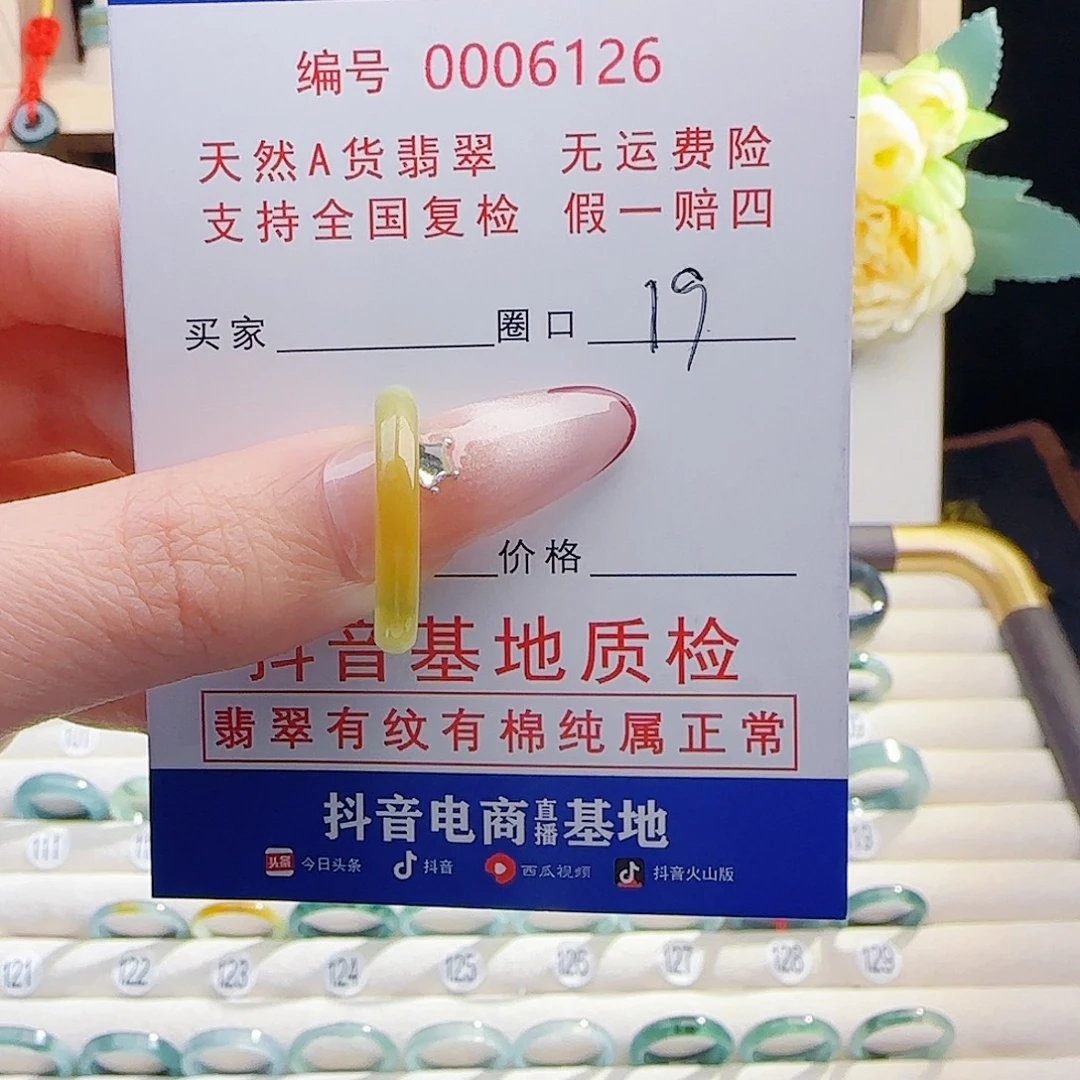 编号 0006126
天然A货翡翠 无运费险
支持全国复检 假一赔四
买家 圈口 19
价格
抖音基地质检
翡翠有纹有棉纯属正常
抖音电商直播基地
头条 今日头条 抖音 西瓜视频 抖音火山版
117
121 122 123 124 125 126 127 128 129